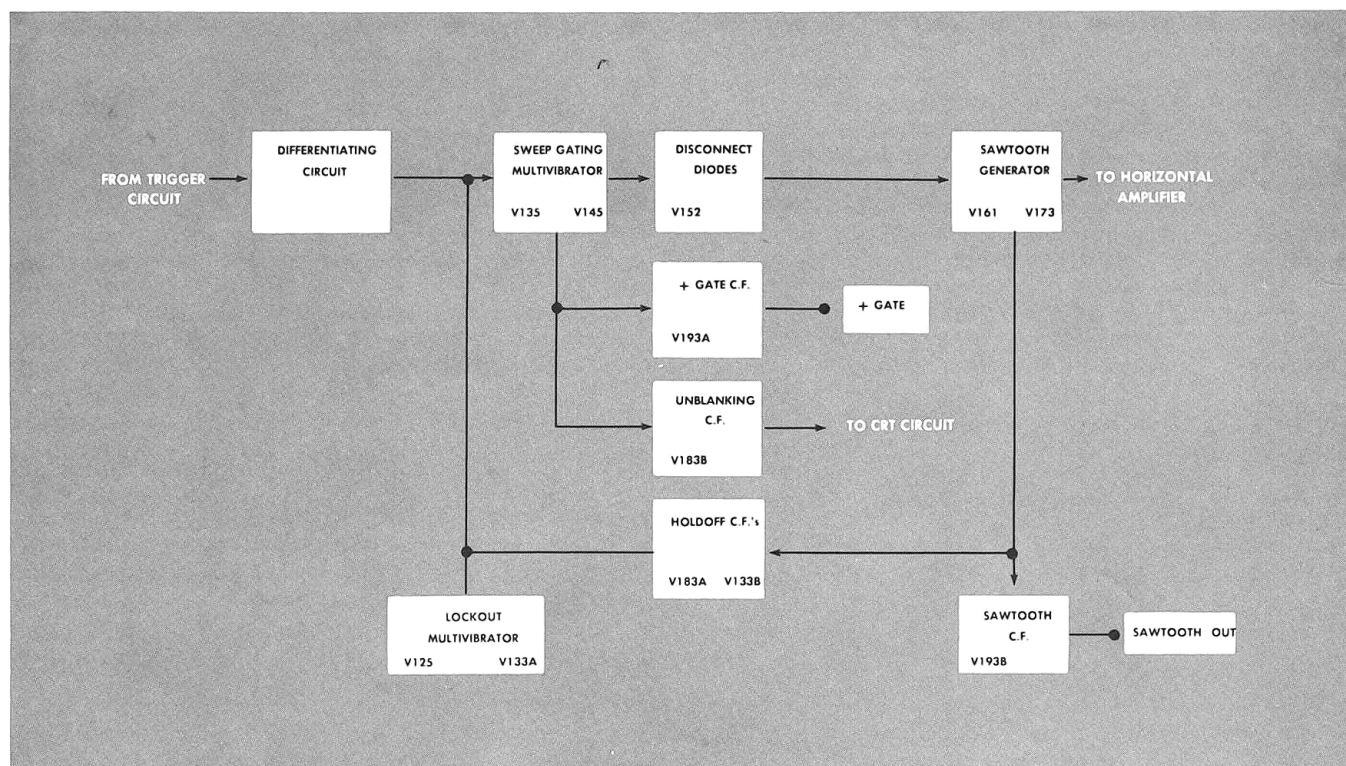 DIFFERENTIATING
CIRCUIT
SWEEP GATING
MULTIVIBRATOR
V135 V145
DISCONNECT
DIODES
V152
SAWTOOTH
GENERATOR
V161 V173
FROM TRIGGER
CIRCUIT
TO HORIZONTAL
AMPLIFIER
+ GATE C.F.
V193A
+ GATE
UNBLANKING
C.F.
V183B
TO CRT CIRCUIT
HOLDOFF C.F.'s
V183A V133B
LOCKOUT
MULTIVIBRATOR
V125 V133A
SAWTOOTH
C.F.
V193B
SAWTOOTH OUT